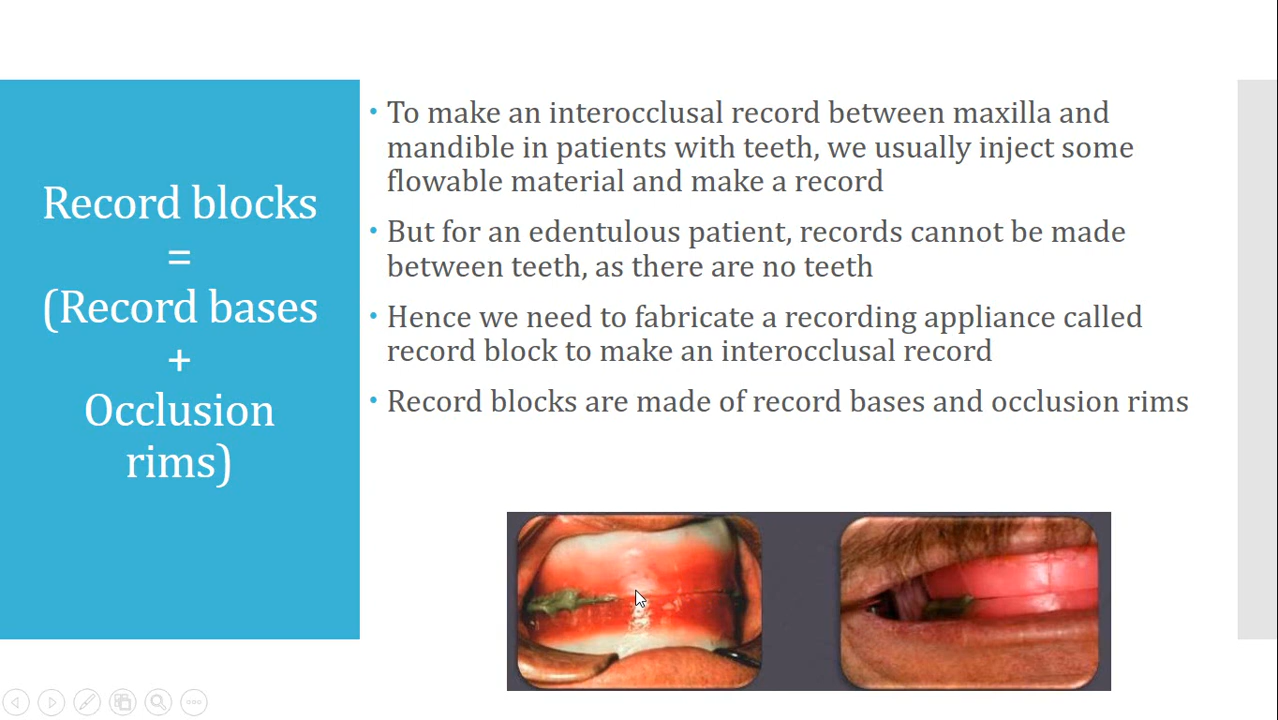 Record blocks
=
(Record bases
+
Occlusion
rims)
• To make an interocclusal record between maxilla and
mandible in patients with teeth, we usually inject some
flowable material and make a record
• But for an edentulous patient, records cannot be made
between teeth, as there are no teeth
• Hence we need to fabricate a recording appliance called
record block to make an interocclusal record
• Record blocks are made of record bases and occlusion rims